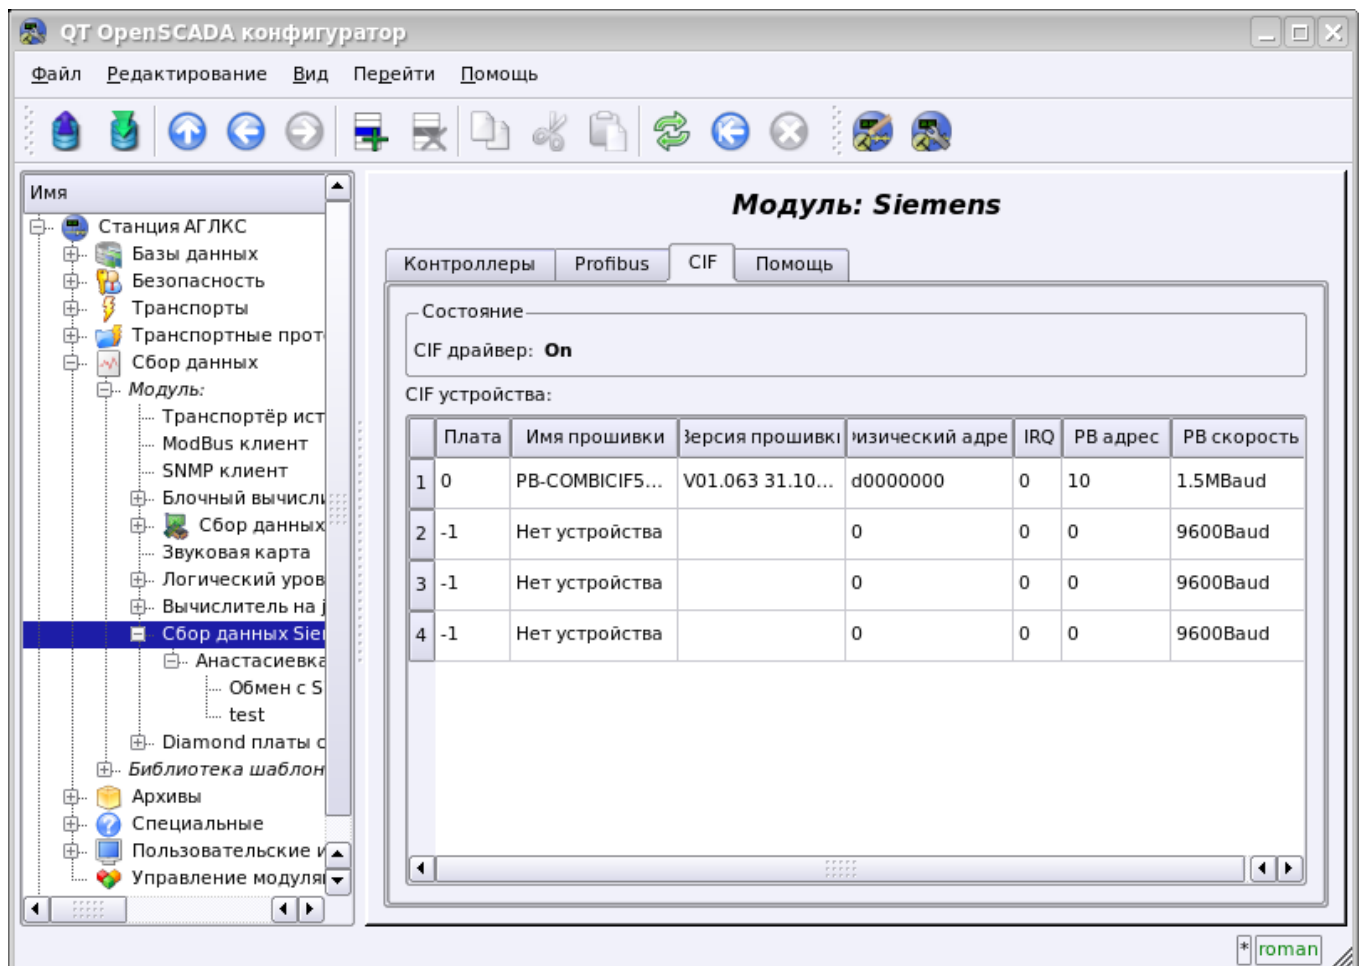 QT OpenSCADA конфигуратор
Файл Редактирование Вид Перейти Помощь
Имя
Станция АГЛКС
Базы данных
Безопасность
Транспорты
Транспортные прот
Сбор данных
Модуль:
Транспортёр ист
ModBus клиент
SNMP клиент
Блочный вычисли
Сбор данных
Звуковая карта
Логический уров
Вычислитель на j
Сбор данных Sie
Анастасиевка
Обмен с S
test
Diamond платы с
Библиотека шаблон
Архивы
Специальные
Пользовательские и
Управление модуля
Модуль: Siemens
Контроллеры Profibus CIF Помощь
Состояние
CIF драйвер: On
CIF устройства:
Плата Имя прошивки Версия прошивки изический адре IRQ PB адрес PB скорость
1 0 PB-COMBICIF5... V01.063 31.10... d0000000 0 10 1.5MBaud
2 -1 Нет устройства 0 0 0 9600Baud
3 -1 Нет устройства 0 0 0 9600Baud
4 -1 Нет устройства 0 0 0 9600Baud
* roman